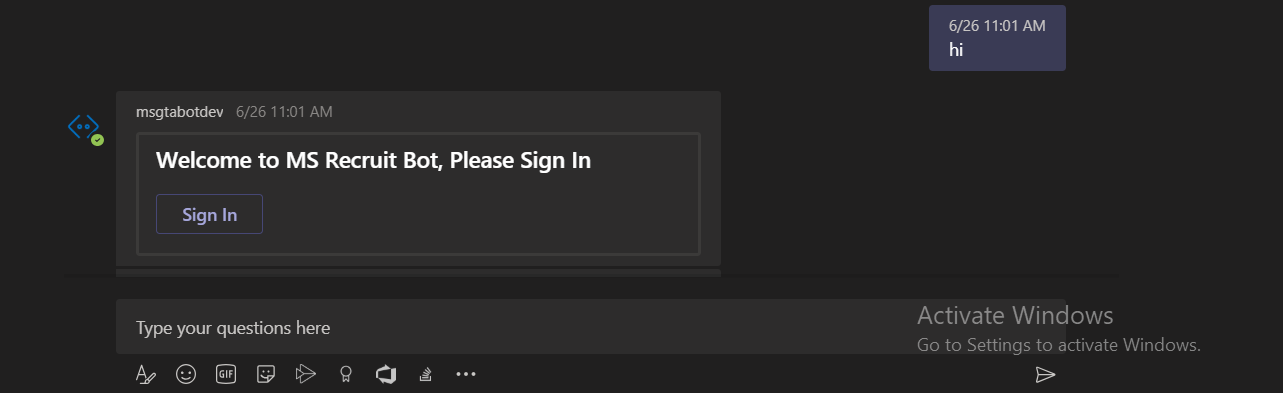 6/26 11:01 AM
hi
msgtabotdev 6/26 11:01 AM
Welcome to MS Recruit Bot, Please Sign In
Sign In
Type your questions here
Activate Windows
Go to Settings to activate Windows.
GIF